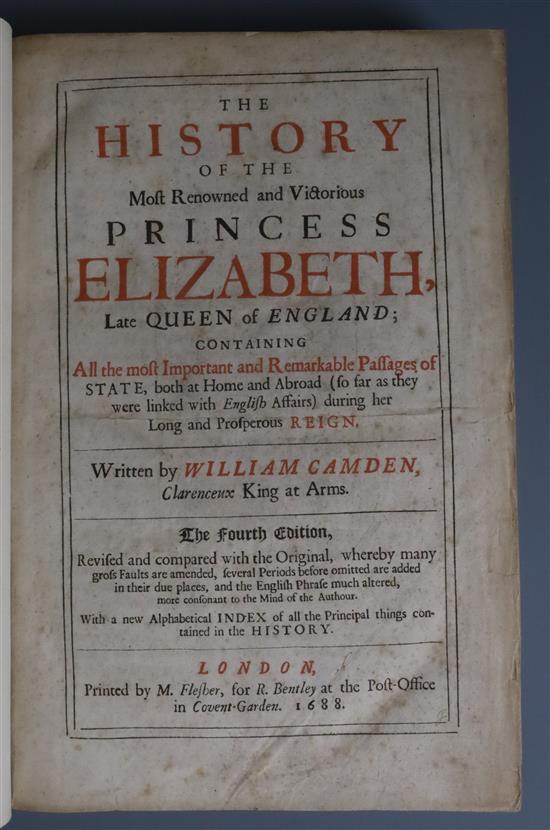 THE
HISTORY
OF THE
Moſt Renowned and Victorious
PRINCESS
ELIZABETH,
Late QUEEN of ENGLAND;
CONTAINING
All the moſt Important and Remarkable Paſſages of
STATE, both at Home and Abroad (ſo far as they
were linked with Engliſh Affairs) during her
Long and Proſperous REIGN.
Written by WILLIAM CAMDEN,
Clarenceux King at Arms.
The Fourth Edition,
Reviſed and compared with the Original, whereby many
groſs Faults are amended, ſeveral Periods before omitted are added
in their due places, and the Engliſh Phraſe much altered,
more conſonant to the Mind of the Authour.
With a new Alphabetical INDEX of all the Principal things con-
tained in the HISTORY.
LONDON,
Printed by M. Fleſher, for R. Bentley at the Poſt-Office
in Covent-Garden. 1688.